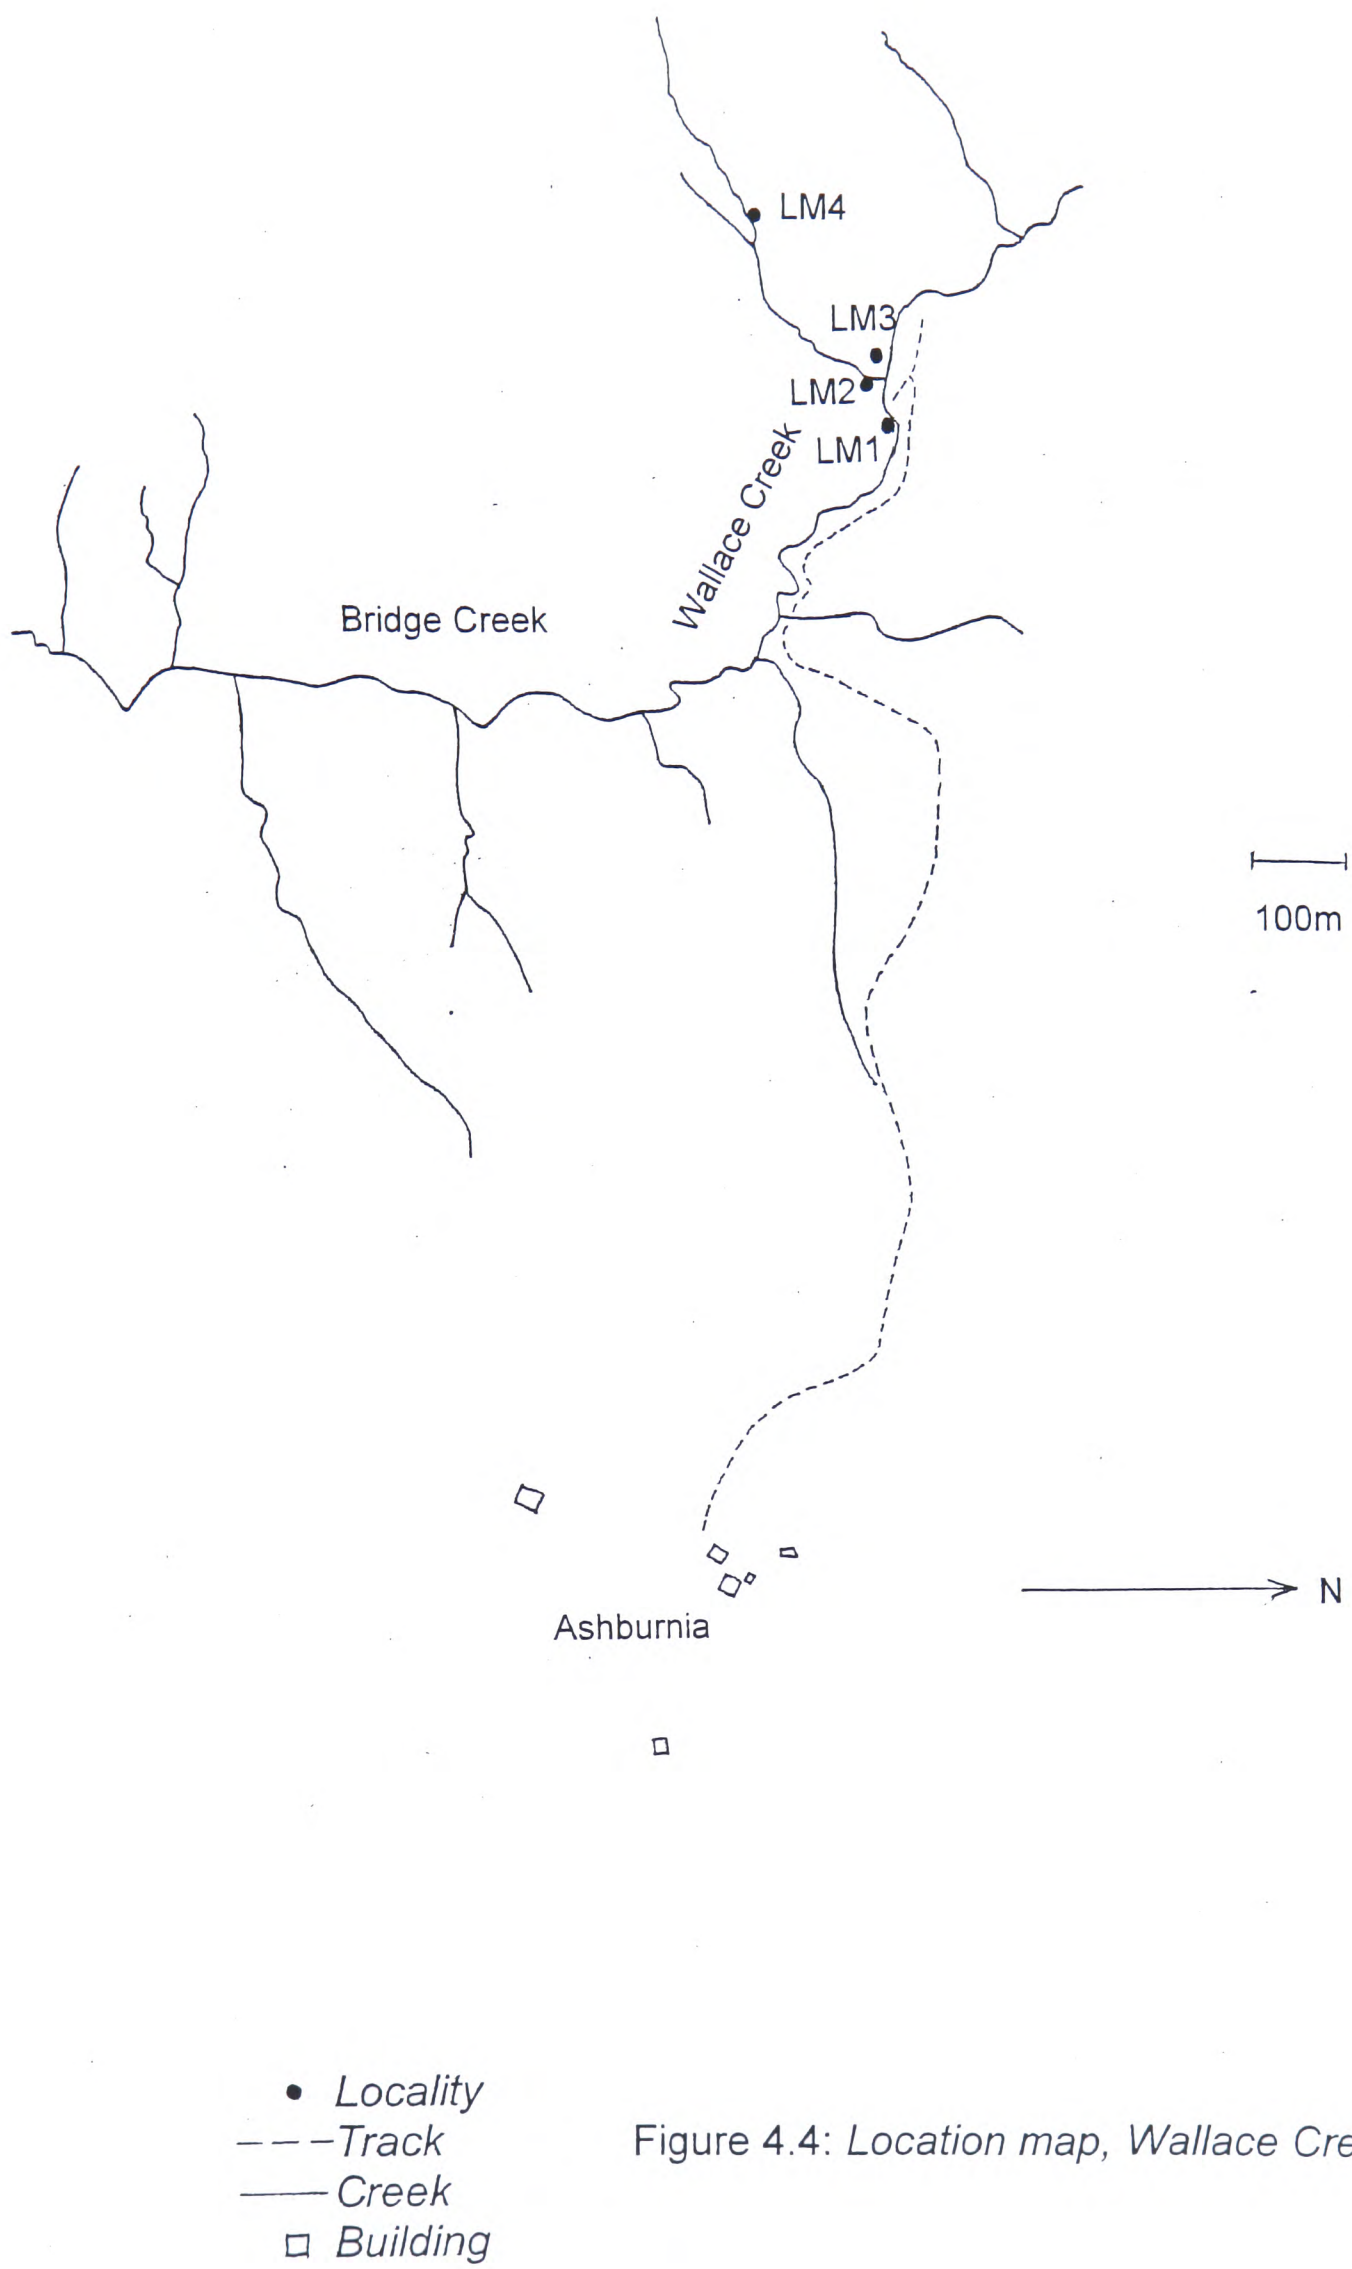 LM4
LM3
LM2
LM1
Wallace Creek
Bridge Creek
100m
N
Ashburnia
Locality
Track
Creek
Building
Figure 4.4: Location map, Wallace Cre